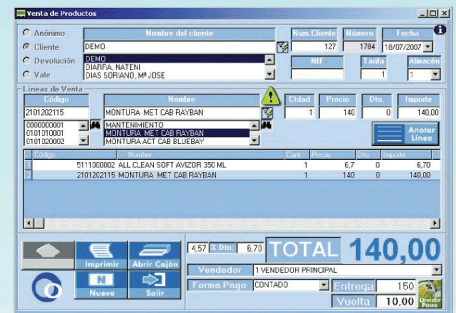 Venta de Productos
Anónimo
Cliente
Devolución
Vale
Nombre del cliente
DEMO
DEMO
DIARRA, NATENI
DIAS SORIANO, Mª JOSE
Num.Cliente Número Fecha
127 1784 18/07/2007
NIF Tarifa Almacén
1 1
Líneas de Venta
Código Nombre Ctdad Precio Dto. Importe
2101202115 MONTURA MET CAB RAYBAN 1 140 0 140,00
0000000001
0101010001
0101020002
MANTENIMIENTO
MONTURA MET CAB RAYBAN
MONTURA ACT CAB BLUEBAY
Anotar Línea
Código Nombre Cant. Precio Dto Importe
5111000002 ALL CLEAN SOFT AVIZOR 350 ML 1 6,7 0 6,70
2101202115 MONTURA MET CAB RAYBAN 1 140 0 140,00
Imprimir Abrir Cajón
N
Nueva Salir
4,57 % Dto: 6,70 TOTAL 140,00
Vendedor 1 VENDEDOR PRINCIPAL
Forma Pago CONTADO Entrega 150
Vuelta 10,00 Dividir Pago